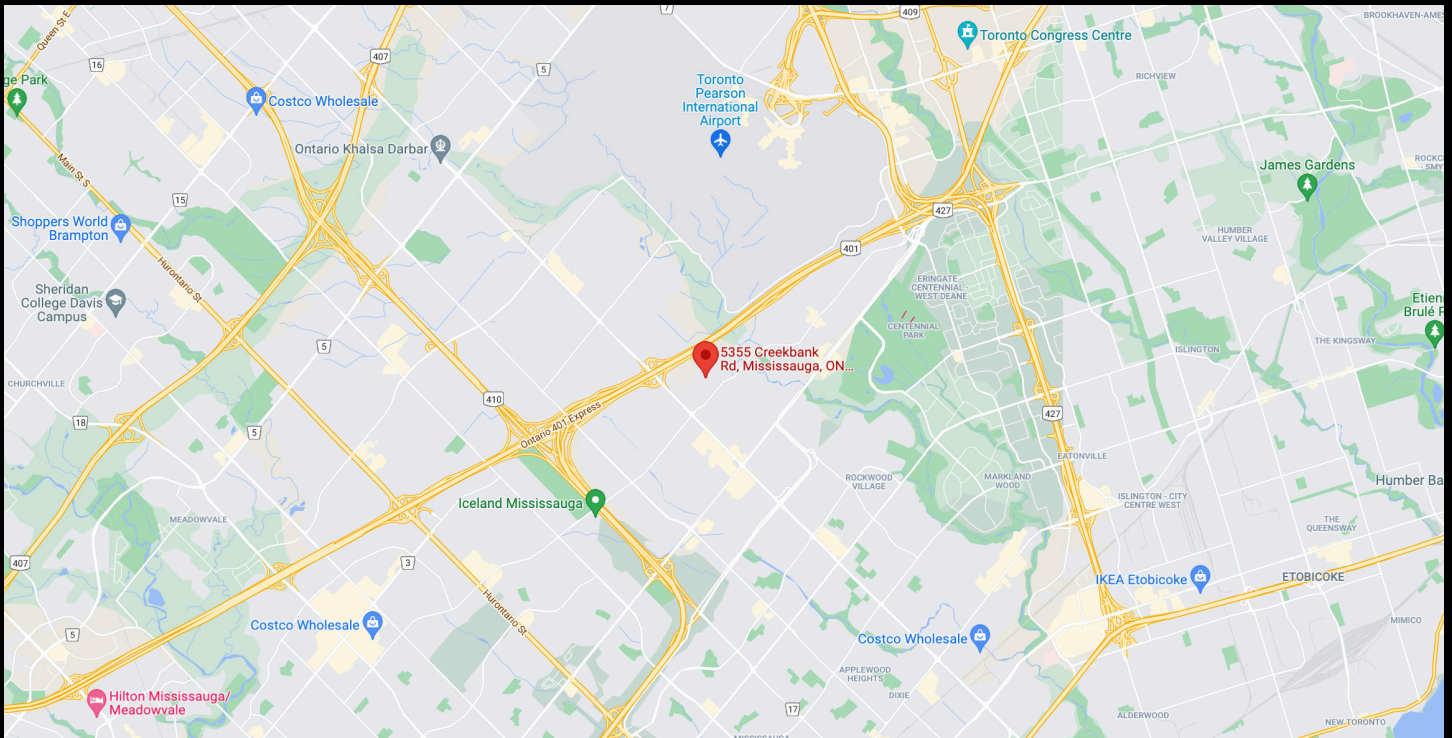 7
409
BROOKHAVEN-AME
Queen St E
Toronto Congress Centre
407
16
5
RICHVIEW
ge Park
Toronto
Pearson
International
Airport
Costco Wholesale
Ontario Khalsa Darbar
Main St S
James Gardens
15
427
Shoppers World
Brampton
HUMBER
VALLEY VILLAGE
401
Hurontario St
ERINGATE -
CENTENNIAL -
WEST DEANE
Sheridan
College Davis
Campus
Etien
Brulé P
CENTENNIAL
PARK
THE KINGSWAY
5
ISLINGTON
5355 Creekbank
Rd, Mississauga, ON...
CHURCHVILLE
410
427
Ontario 401 Express
18
5
EATONVILLE
ROCKWOOD
VILLAGE
MARKLAND
WOOD
Humber Ba
ISLINGTON - CITY
CENTRE WEST
Iceland Mississauga
MEADOWVALE
THE
QUEENSWAY
407
3
IKEA Etobicoke
ETOBICOKE
Hurontario St
MIMICO
Costco Wholesale
5
Costco Wholesale
APPLEWOOD
HEIGHTS
Hilton Mississauga/
Meadowvale
DIXIE
17
ALDERWOOD
NEW TORONTO